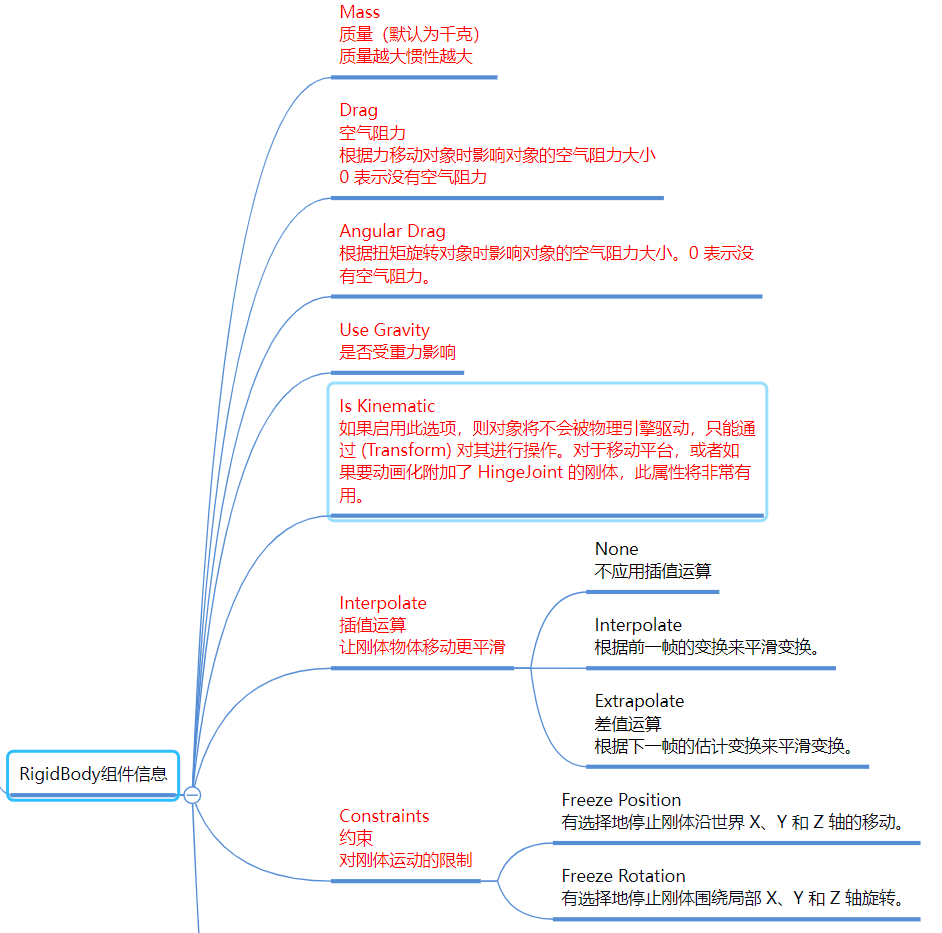 Mass
质量（默认为千克）
质量越大惯性越大
Drag
空气阻力
根据力移动对象时影响对象的空气阻力大小
0 表示没有空气阻力
Angular Drag
根据扭矩旋转对象时影响对象的空气阻力大小。0 表示没
有空气阻力。
Use Gravity
是否受重力影响
Is Kinematic
如果启用此选项，则对象将不会被物理引擎驱动，只能通
过 (Transform) 对其进行操作。对于移动平台，或者如
果要动画化附加了 HingeJoint 的刚体，此属性将非常有
用。
Interpolate
插值运算
让刚体物体移动更平滑
None
不应用插值运算
Interpolate
根据前一帧的变换来平滑变换。
Extrapolate
差值运算
根据下一帧的估计变换来平滑变换。
RigidBody组件信息
Constraints
约束
对刚体运动的限制
Freeze Position
有选择地停止刚体沿世界 X、Y 和 Z 轴的移动。
Freeze Rotation
有选择地停止刚体围绕局部 X、Y 和 Z 轴旋转。